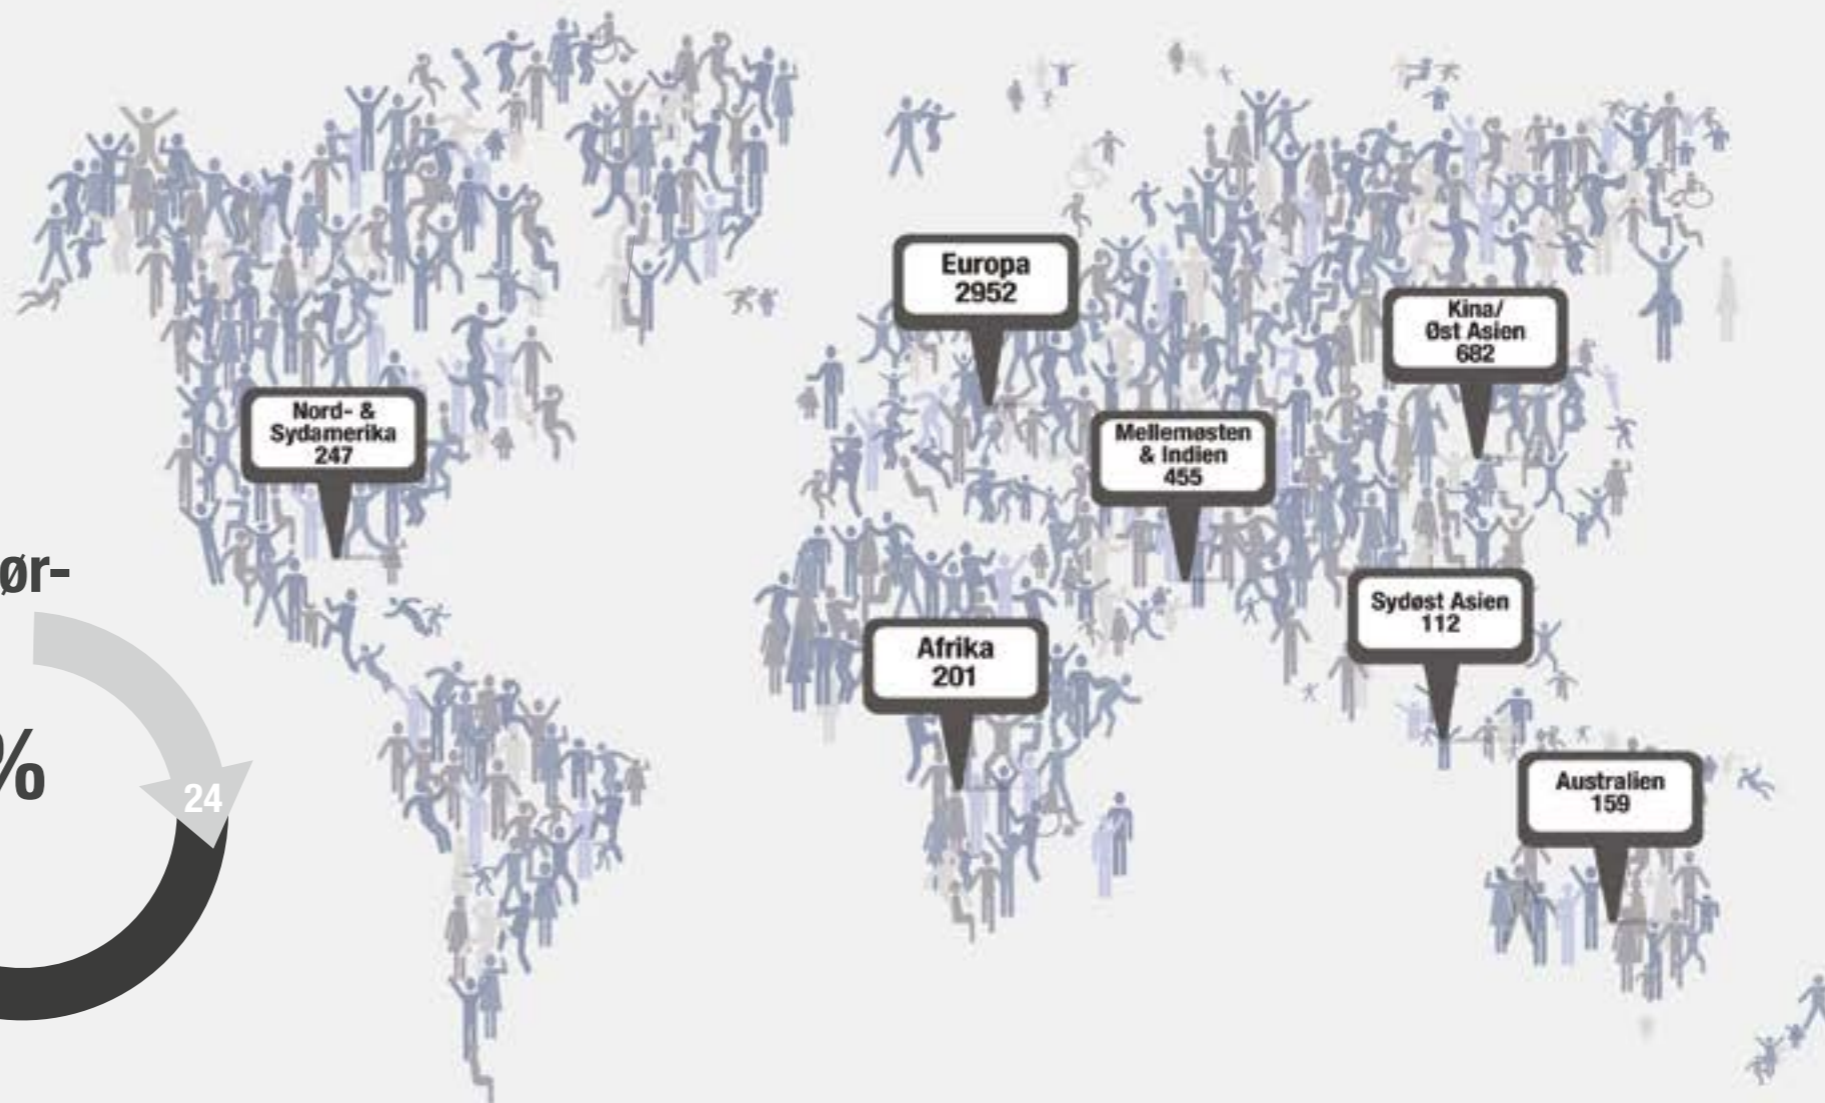 Europa
2952
Kina/
Øst Asien
682
Nord- &
Sydamerika
247
Mellemøsten
& Indien
455
ør-
%
24
Sydøst Asien
112
Afrika
201
Australien
159